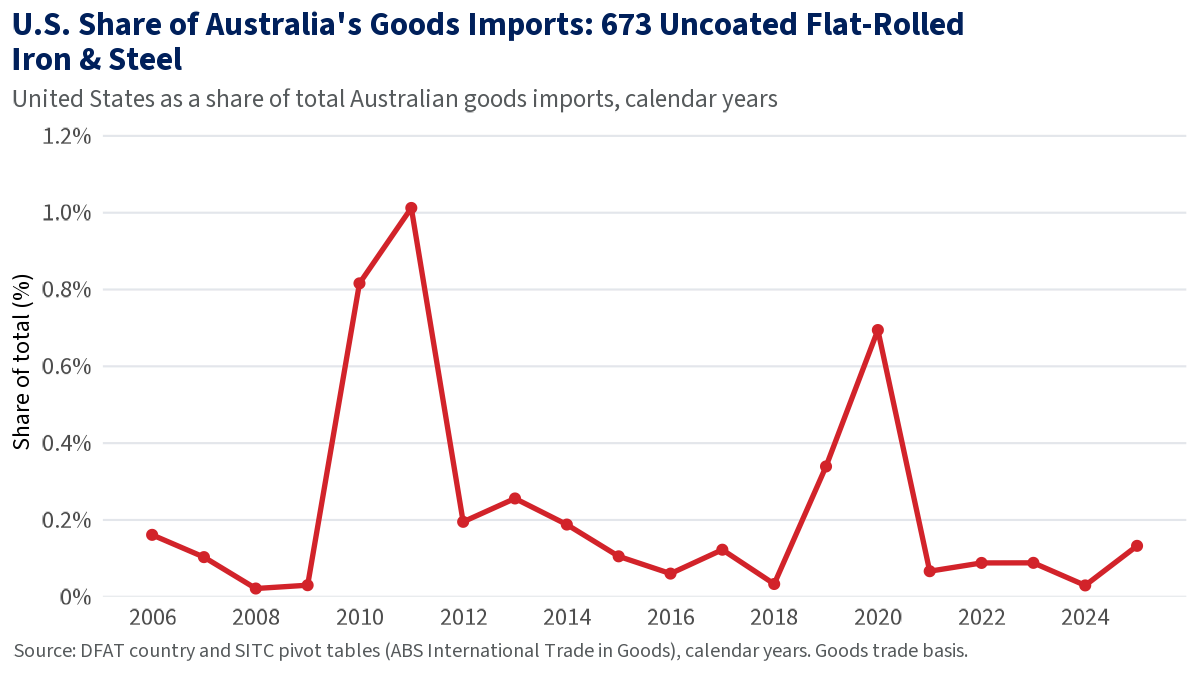 U.S. Share of Australia's Goods Imports: 673 Uncoated Flat-Rolled
Iron & Steel
United States as a share of total Australian goods imports, calendar years
Share of total (%)
1.2%
1.0%
0.8%
0.6%
0.4%
0.2%
0%
2006 2008 2010 2012 2014 2016 2018 2020 2022 2024
Source: DFAT country and SITC pivot tables (ABS International Trade in Goods), calendar years. Goods trade basis.